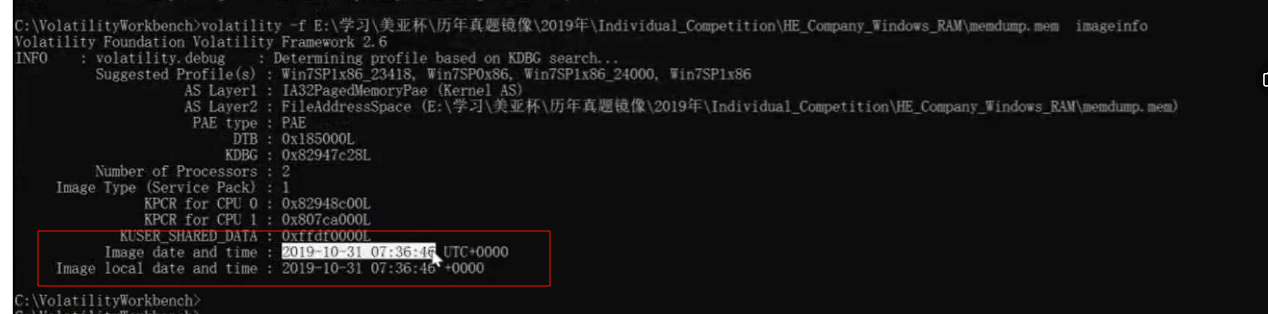 C:\VolatilityWorkbench>volatility -f E:\学习\美亚杯\历年真题镜像\2019年\Individual_Competition\HE_Company_Windows_RAM\memdump.mem imageinfo
Volatility Foundation Volatility Framework 2.6
INFO : volatility.debug : Determining profile based on KDBG search...
Suggested Profile(s) : Win7SP1x86_23418, Win7SP0x86, Win7SP1x86_24000, Win7SP1x86
AS Layer1 : IA32PagedMemoryPae (Kernel AS)
AS Layer2 : FileAddressSpace (E:\学习\美亚杯\历年真题镜像\2019年\Individual_Competition\HE_Company_Windows_RAM\memdump.mem)
PAE type : PAE
DTB : 0x185000L
KDBG : 0x82947c28L
Number of Processors : 2
Image Type (Service Pack) : 1
KPCR for CPU 0 : 0x82948c00L
KPCR for CPU 1 : 0x807ca000L
KUSER_SHARED_DATA : 0xffdf0000L
Image date and time : 2019-10-31 07:36:46 UTC+0000
Image local date and time : 2019-10-31 07:36:46 +0000
C:\VolatilityWorkbench>
C:\VolatilityWorkbench>